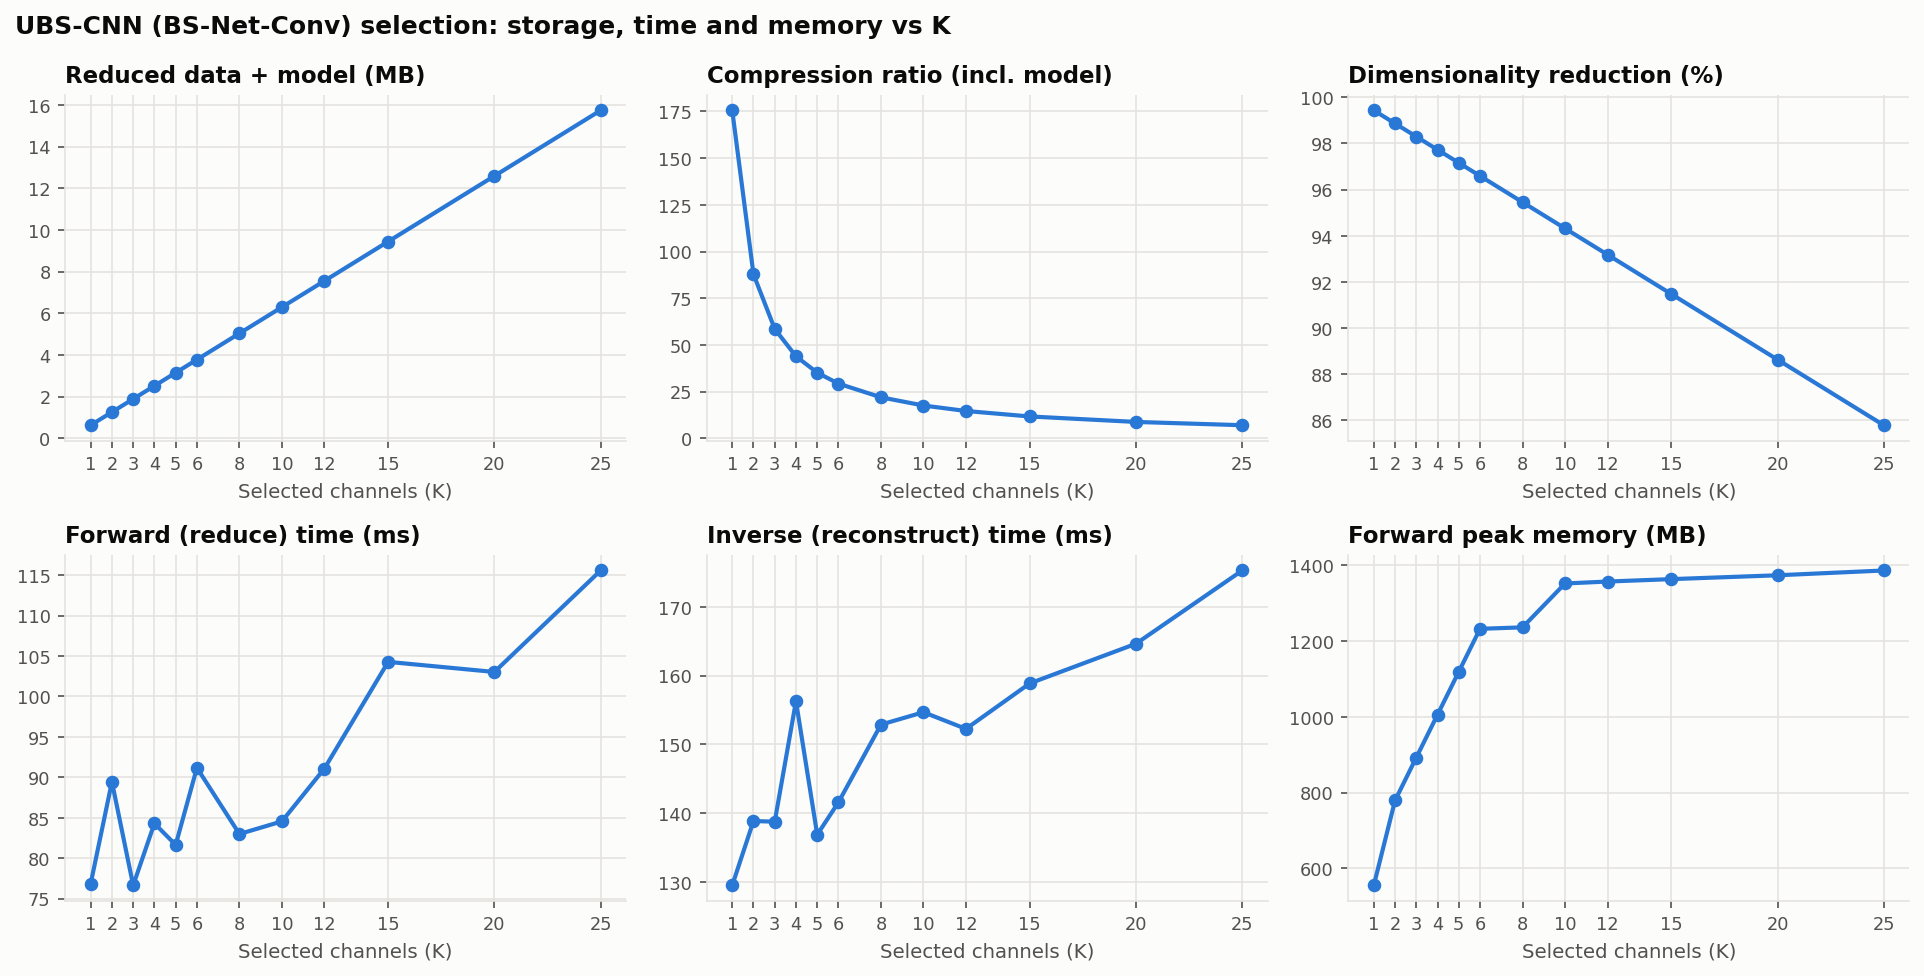 UBS-CNN (BS-Net-Conv) selection: storage, time and memory vs K
Reduced data + model (MB)
16
14
12
10
8
6
4
2
0
1 2 3 4 5 6 8 10 12 15 20 25
Selected channels (K)
Compression ratio (incl. model)
175
150
125
100
75
50
25
0
1 2 3 4 5 6 8 10 12 15 20 25
Selected channels (K)
Dimensionality reduction (%)
100
98
96
94
92
90
88
86
1 2 3 4 5 6 8 10 12 15 20 25
Selected channels (K)
Forward (reduce) time (ms)
115
110
105
100
95
90
85
80
75
1 2 3 4 5 6 8 10 12 15 20 25
Selected channels (K)
Inverse (reconstruct) time (ms)
170
160
150
140
130
1 2 3 4 5 6 8 10 12 15 20 25
Selected channels (K)
Forward peak memory (MB)
1400
1200
1000
800
600
1 2 3 4 5 6 8 10 12 15 20 25
Selected channels (K)